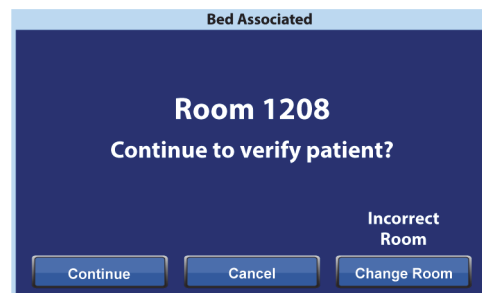 Bed Associated
Room 1208
Continue to verify patient?
Incorrect
Room
Continue
Cancel
Change Room